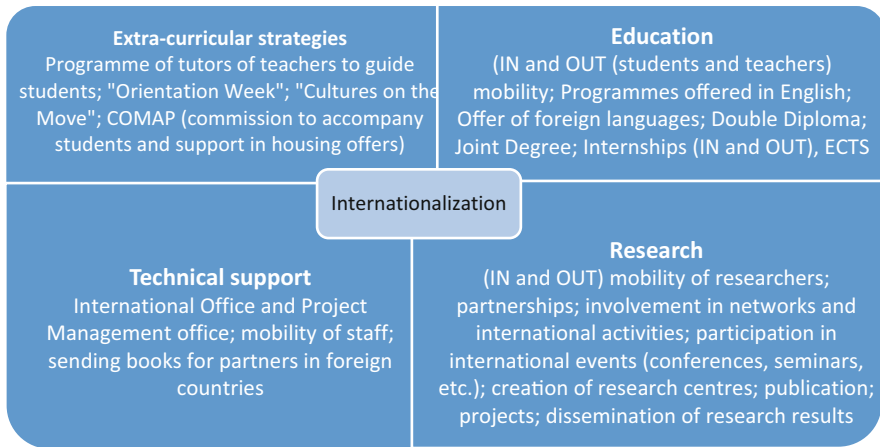 Extra-curricular strategies
Programme of tutors of teachers to guide
students; "Orientation Week"; "Cultures on the
Move"; COMAP (commission to accompany
students and support in housing offers)
Education
(IN and OUT (students and teachers)
mobility; Programmes offered in English;
Offer of foreign languages; Double Diploma;
Joint Degree; Internships (IN and OUT), ECTS
Internationalization
Technical support
International Office and Project
Management office; mobility of staff;
sending books for partners in foreign
countries
Research
(IN and OUT) mobility of researchers;
partnerships; involvement in networks and
international activities; participation in
international events (conferences, seminars,
etc.); creation of research centres; publication;
projects; dissemination of research results